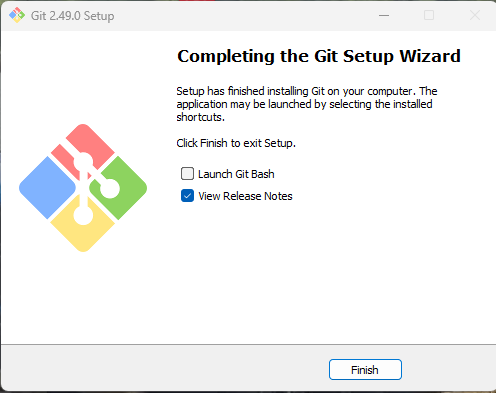 Git 2.49.0 Setup
Completing the Git Setup Wizard
Setup has finished installing Git on your computer. The
application may be launched by selecting the installed
shortcuts.
Click Finish to exit Setup.
Launch Git Bash
View Release Notes
Finish